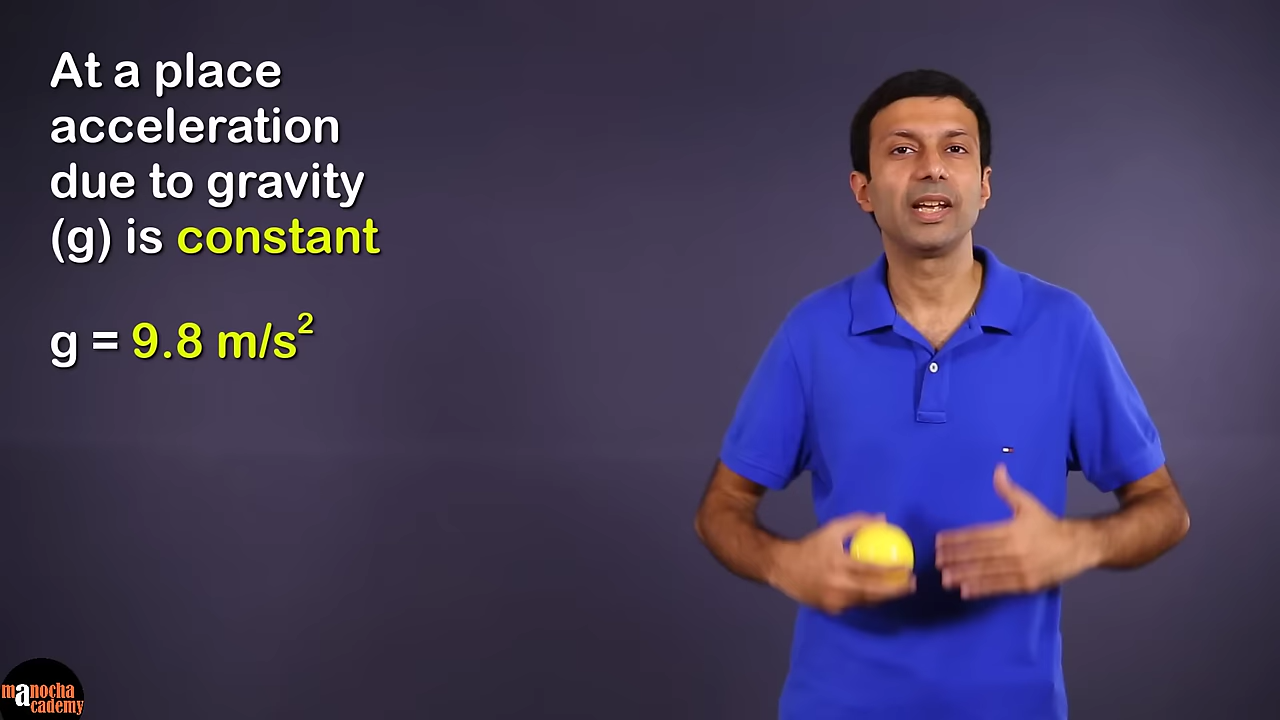 At a place
acceleration
due to gravity
(g) is constant
g = 9.8 m/s²
manocha
academy